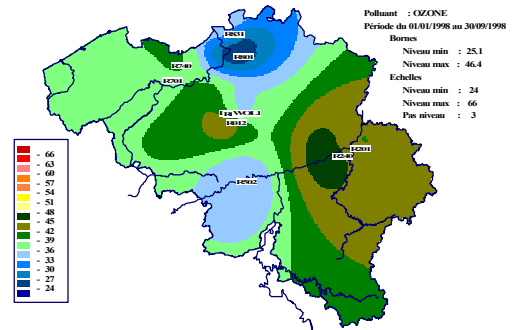 Polluant : OZONE
Période du 01/01/1998 au 30/09/1998
Bornes
Niveau min : 25.1
Niveau max : 46.4
Echelles
Niveau min : 24
Niveau max : 66
Pas niveau : 3
R831
R801
R740
R701
R012
R201
R240
R502
- 66
- 63
- 60
- 57
- 54
- 51
- 48
- 45
- 42
- 39
- 36
- 33
- 30
- 27
- 24